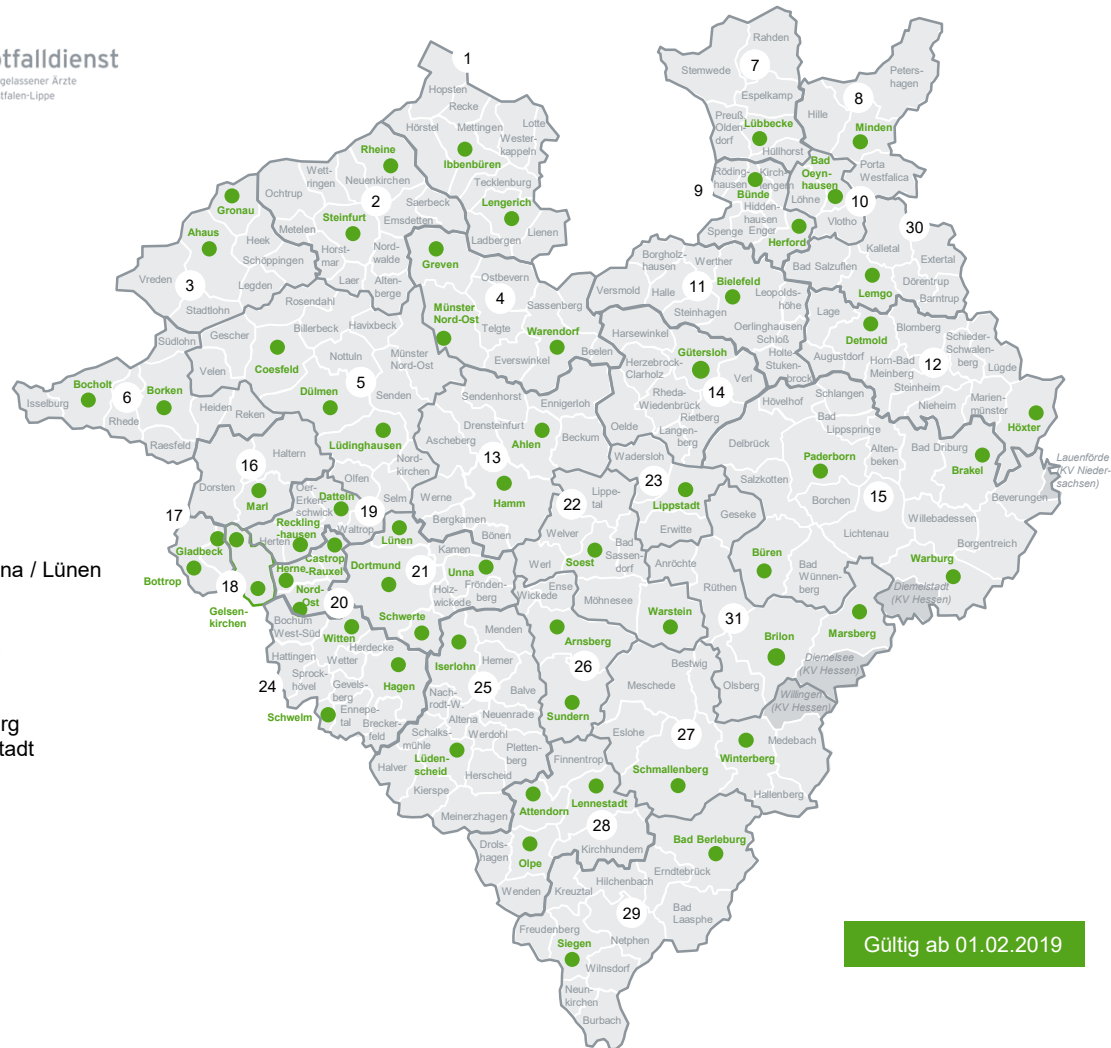 otfalldienst
gelassener Ärzte
tfalen-Lippe
1
Hopsten
Recke
Hörstel
Mettingen
Lotte
Wester-
kappeln
Ibbenbüren
Tecklenburg
Lengerich
Lienen
Ladbergen
Rheine
Wett-
ringen
Neuenkirchen
Ochtrup
2
Saerbeck
Steinfurt
Emsdetten
Metelen
Horst-
mar
Nord-
walde
Laer
Alten-
berge
Gronau
Ahaus
Heek
Schöppingen
Vreden
3
Legden
Stadtlohn
Greven
Ostbevern
4
Sassenberg
Münster
Nord-Ost
Telgte
Warendorf
Everswinkel
Beelen
Rosendahl
Südlohn
Gescher
Billerbeck
Havixbeck
Nottuln
Münster
Nord-Ost
Velen
Coesfeld
5
Dülmen
Senden
Lüdinghausen
Nord-
kirchen
Olfen
Bocholt
6
Borken
Isselburg
Rhede
Heiden
Reken
Raesfeld
7
Rahden
Stemwede
Espelkamp
Preuß
Olden-
dorf
Lübbecke
Hüllhorst
8
Peters-
hagen
Hille
Minden
Porta
Westfalica
9
Röding-
hausen
Kirch-
lengern
Bünde
Hidden-
hausen
Spenge
Enger
Herford
Bad
Oeyn-
hausen
Löhne
10
Vlotho
30
Kalletal
Extertal
Bad Salzuflen
Lemgo
Dörentrup
Barntrup
Borgholz-
hausen
Werther
11
Bielefeld
Versmold
Halle
Leopolds-
höhe
Steinhagen
Oerlinghausen
Schloß
Holte-
Stuken-
brock
Lage
Detmold
Blomberg
Schieder-
Schwalen-
berg
Augustdorf
Horn-Bad
Meinberg
12
Lügde
Steinheim
Nieheim
Marien-
münster
Höxter
Harsewinkel
Gütersloh
Herzebrock-
Clarholz
Verl
14
Rheda-
Wiedenbrück
Rietberg
Langen-
berg
Oelde
Wadersloh
Sendenhorst
Ennigerloh
Drensteinfurt
Ahlen
Ascheberg
Beckum
13
Hamm
Werne
Bergkamen
Bönen
Hövelhof
Schlangen
Bad
Lippspringe
Delbrück
Paderborn
Alten-
beken
Bad Driburg
Brakel
Salzkotten
15
Borchen
Beverungen
Willebadessen
Lichtenau
Borgentreich
Büren
Bad
Wünnen-
berg
Warburg
Lauenförde
(KV Nieder-
sachsen)
Diemelstadt
(KV Hessen)
16
Haltern
Dorsten
Marl
17
Oer-
Erken-
schwick
Datteln
19
Selm
Waltrop
Reckling
-hausen
Herten
Gladbeck
Bottrop
18
Gelsen-
kirchen
Castrop
-Rauxel
Herne
Nord-
Ost
20
Lünen
Dortmund
21
Kamen
Unna
Frönden-
berg
Holz-
wickede
Schwerte
na / Lünen
22
Lippe-
tal
Welver
Bad
Sassen-
dorf
Soest
Werl
Ense
Wickede
Möhnesee
23
Lippstadt
Erwitte
Geseke
Anröchte
Rüthen
Warstein
31
Brilon
Marsberg
Olsberg
Diemelsee
(KV Hessen)
Willingen
(KV Hessen)
Bochum
West-Süd
Witten
Herdecke
Hattingen
Wetter
24
Sprock-
hövel
Gevels-
berg
Hagen
Schwelm
Ennepe-
tal
Brecker-
feld
Iserlohn
Menden
Hemer
25
Nach-
rodt-W.
Balve
Altena
Neuenrade
Schalks-
mühle
Werdohl
Lüden-
scheid
Pletten-
berg
Halver
Herscheid
Kierspe
Meinerzhagen
Arnsberg
26
Sundern
Bestwig
Meschede
Eslohe
27
Winterberg
Medebach
Schmallenberg
Hallenberg
Finnentrop
Attendorn
Lennestadt
28
Kirchhundem
Drols-
hagen
Olpe
Wenden
Bad Berleburg
Erndtebrück
Hilchenbach
Kreuztal
Bad
Laasphe
29
Freudenberg
Siegen
Netphen
Wilnsdorf
Neun-
kirchen
Burbach
rg
tadt
Gültig ab 01.02.2019